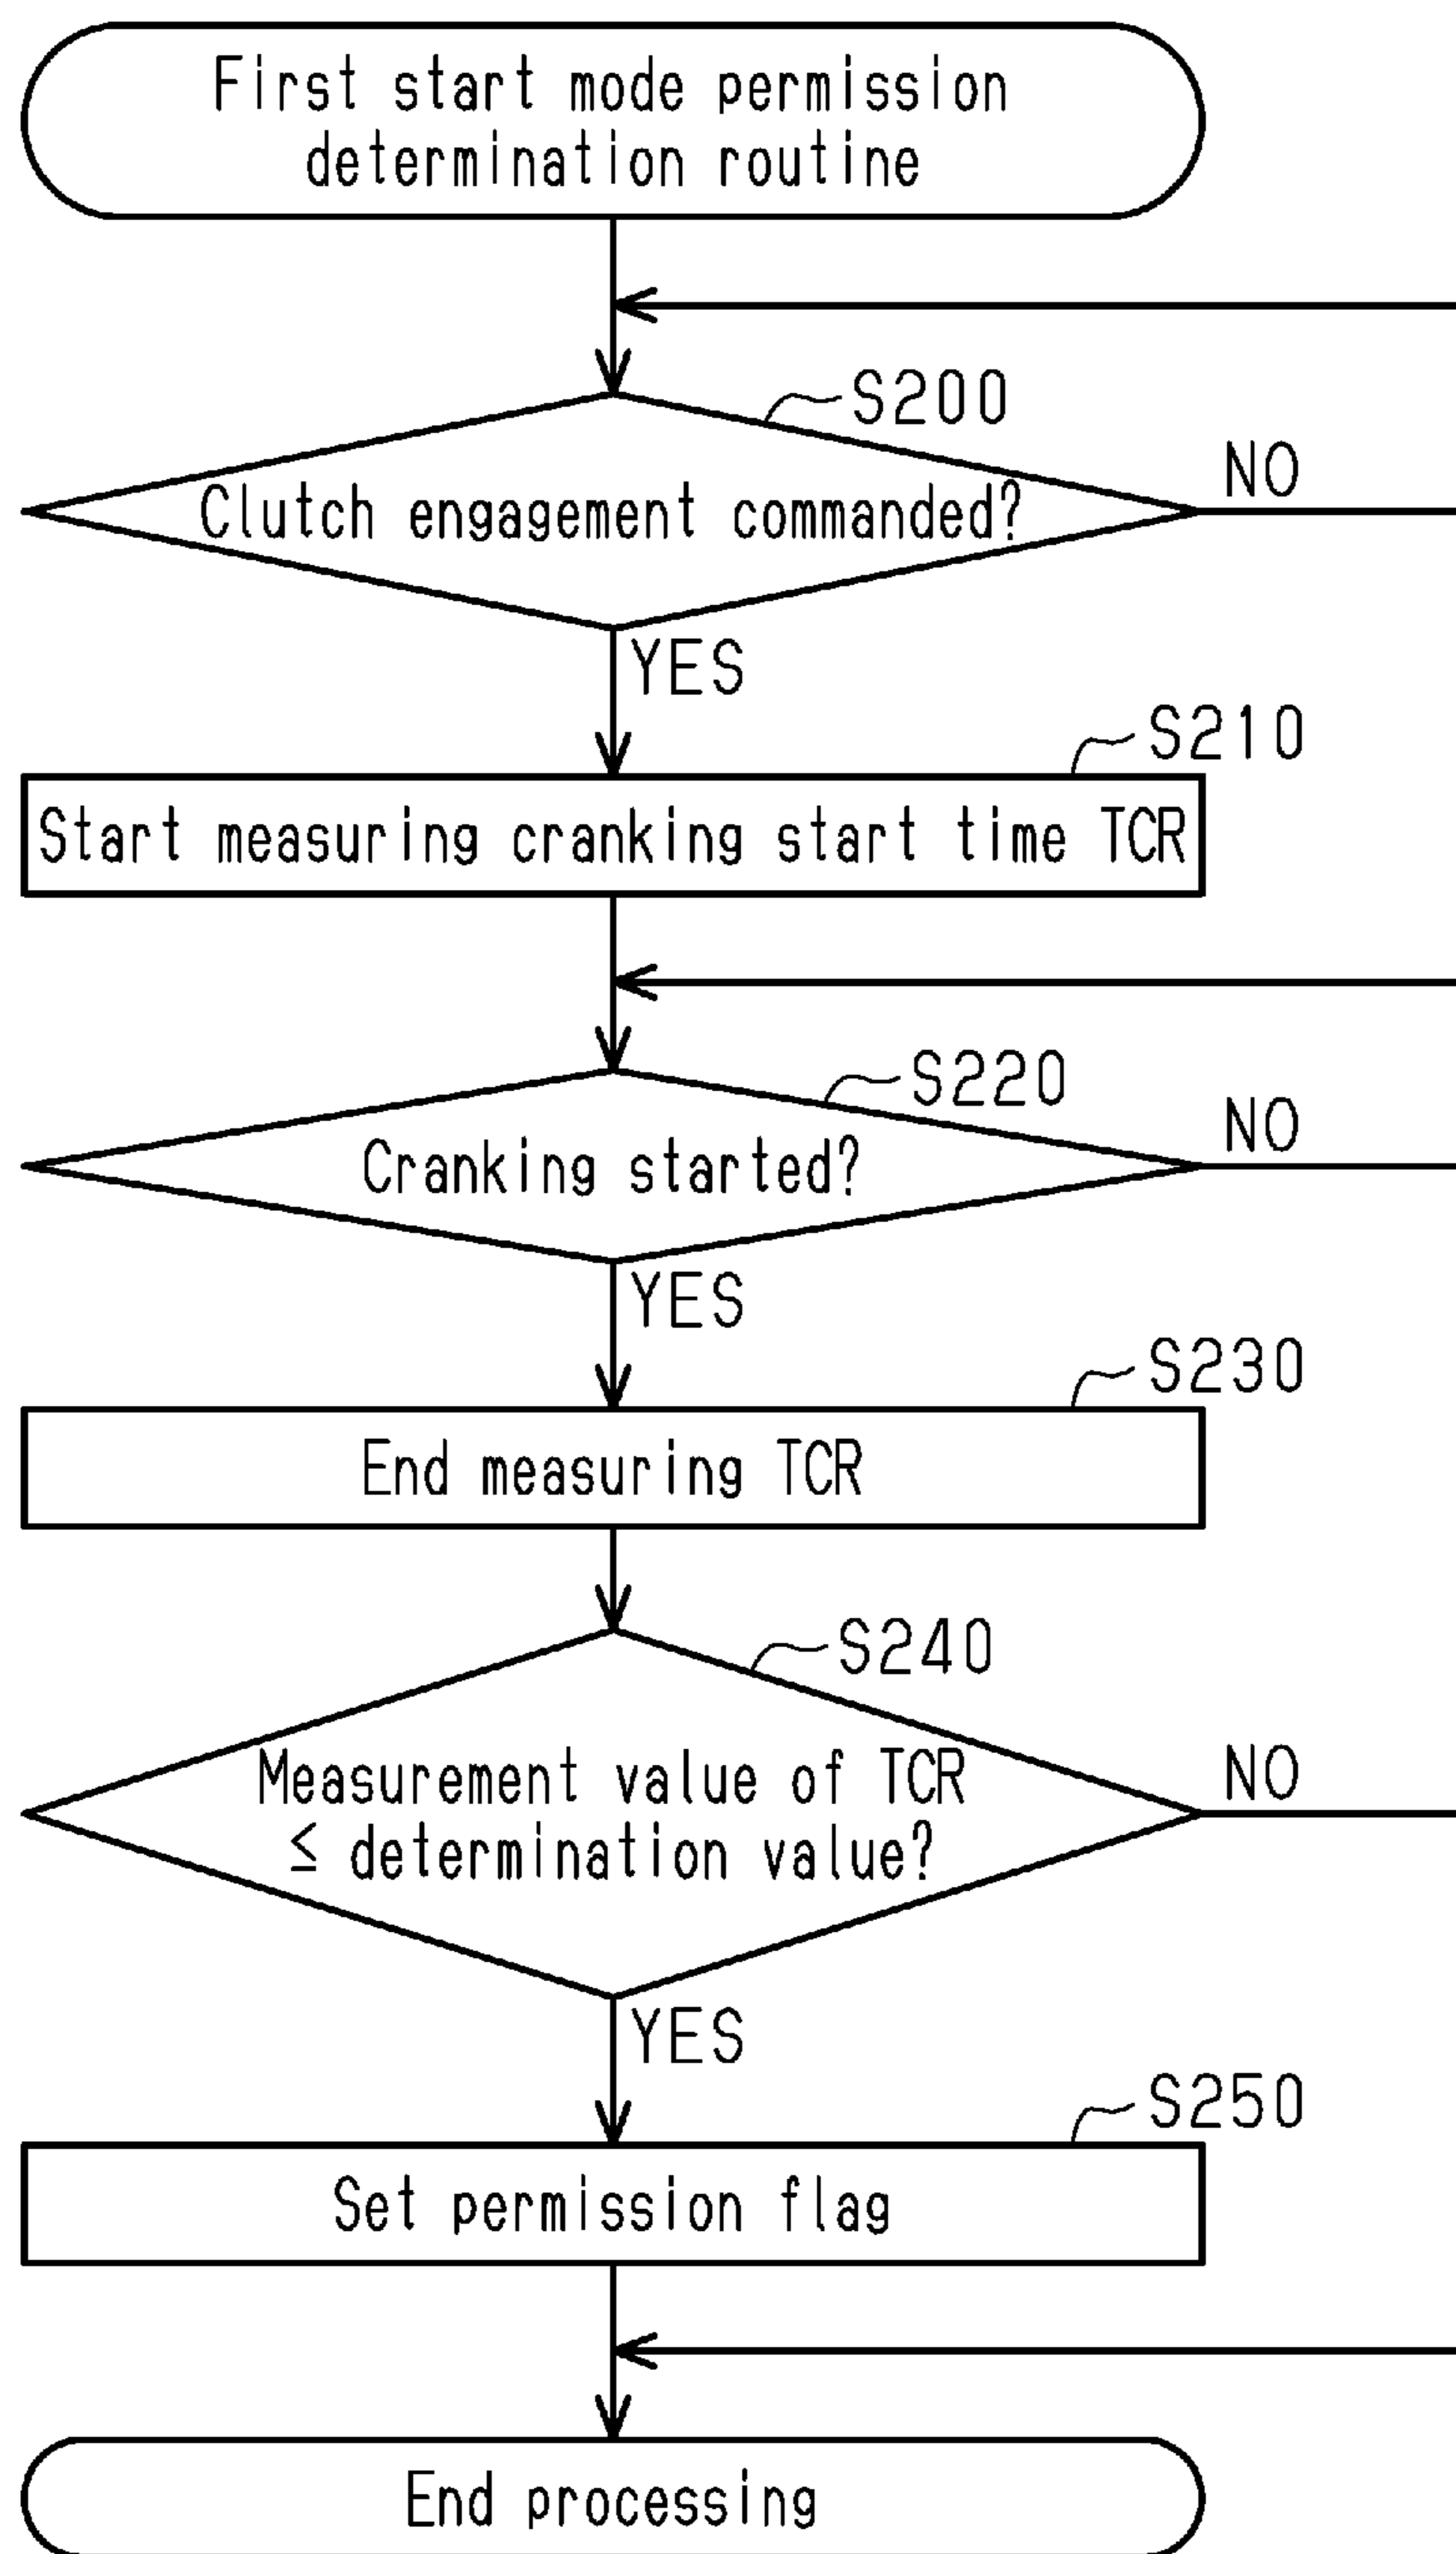 First start mode permission
determination routine
S200
Clutch engagement commanded?
NO
YES
S210
Start measuring cranking start time TCR
S220
Cranking started?
NO
YES
S230
End measuring TCR
S240
Measurement value of TCR
≤ determination value?
NO
YES
S250
Set permission flag
End processing